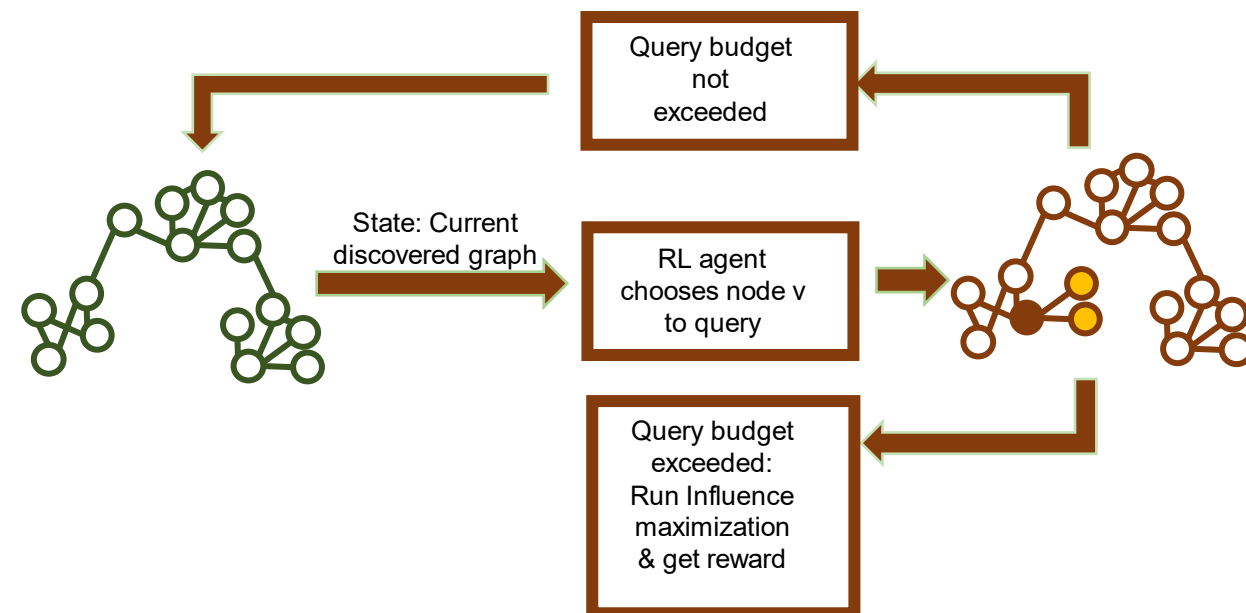 Query budget
not
exceeded
State: Current
discovered graph
RL agent
chooses node v
to query
Query budget
exceeded:
Run Influence
maximization
& get reward